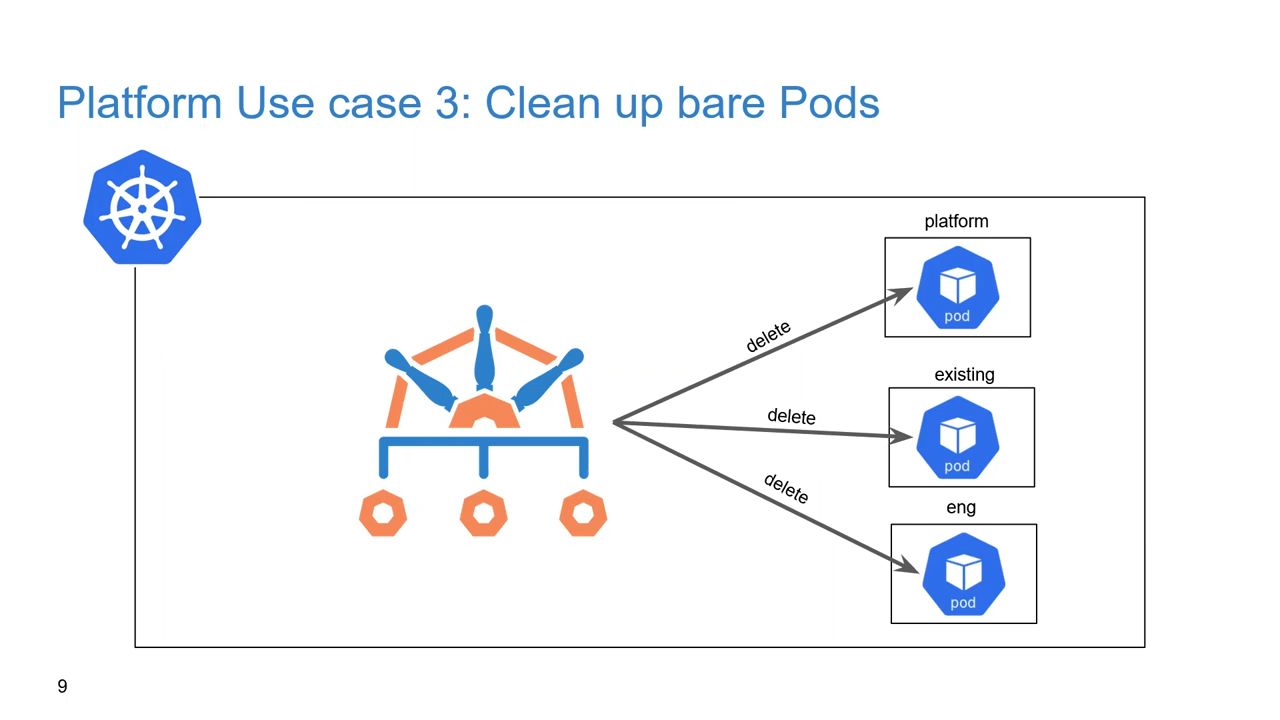 Platform Use case 3: Clean up bare Pods
platform
pod
delete
existing
delete
pod
delete
eng
pod
9